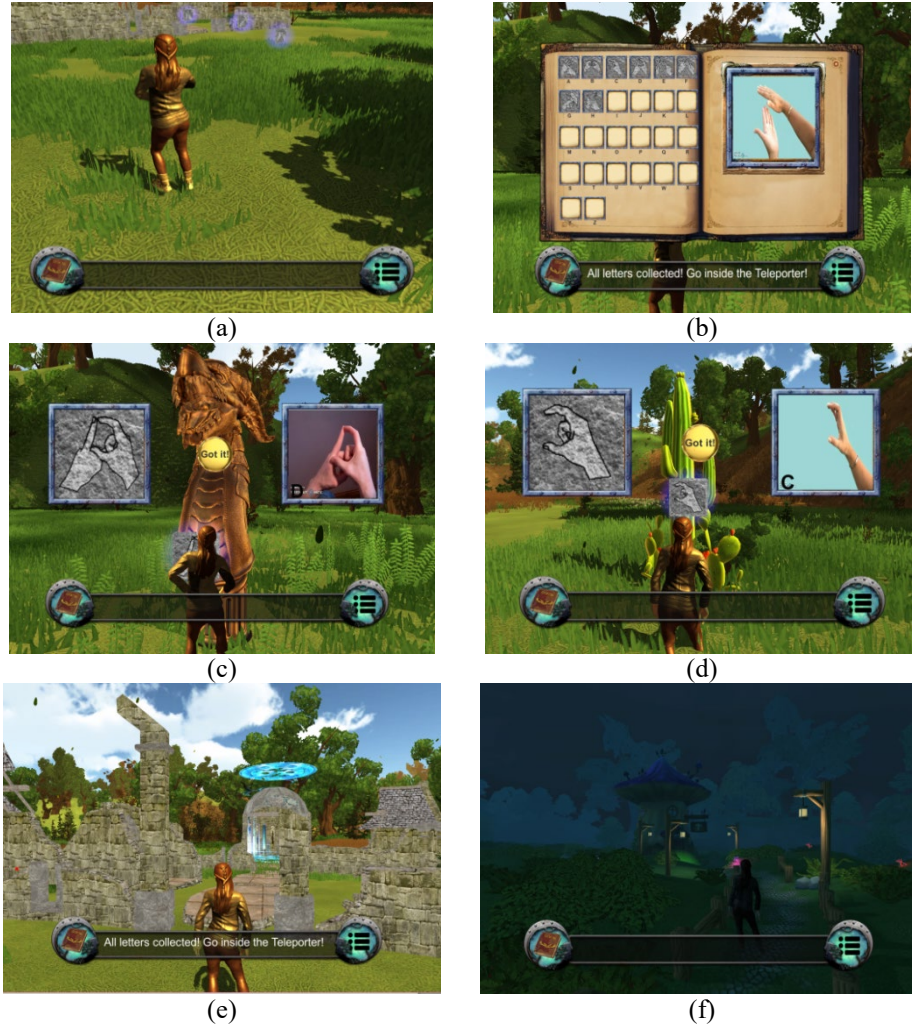 (a)
A B C D E F
G H I J K L
M N O P Q R
S T U V W X
Z
All letters collected! Go inside the Teleporter!
(b)
Got it!
D
(c)
Got it!
C
(d)
All letters collected! Go inside the Teleporter!
(e)
(f)